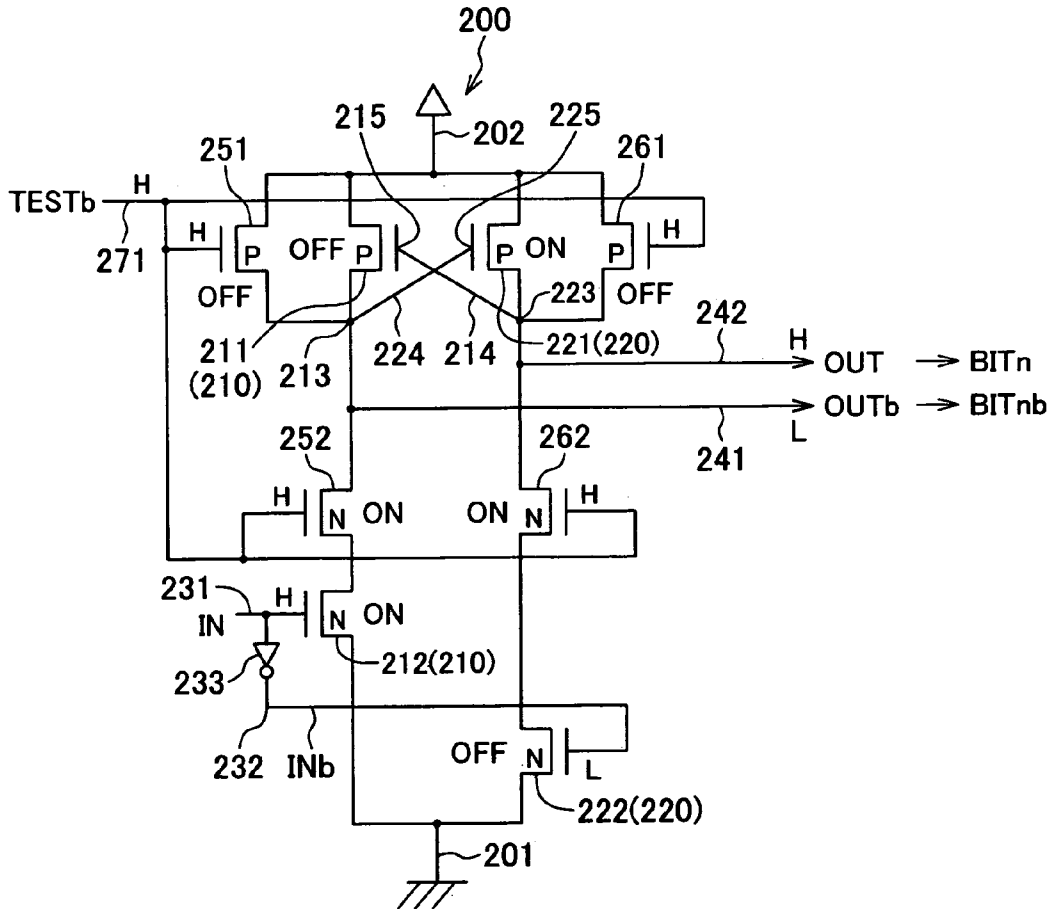 200
215
225
202
251
261
TESTb
H
271
H
P
OFF
P
P
ON
P
H
OFF
OFF
223
211
(210)
213
224
214
221(220)
242
H
OUT
BITn
OUTb
BITnb
L
241
252
262
H
N
ON
ON
N
H
231
IN
H
N
ON
233
212(210)
232
INb
OFF
N
L
222(220)
201